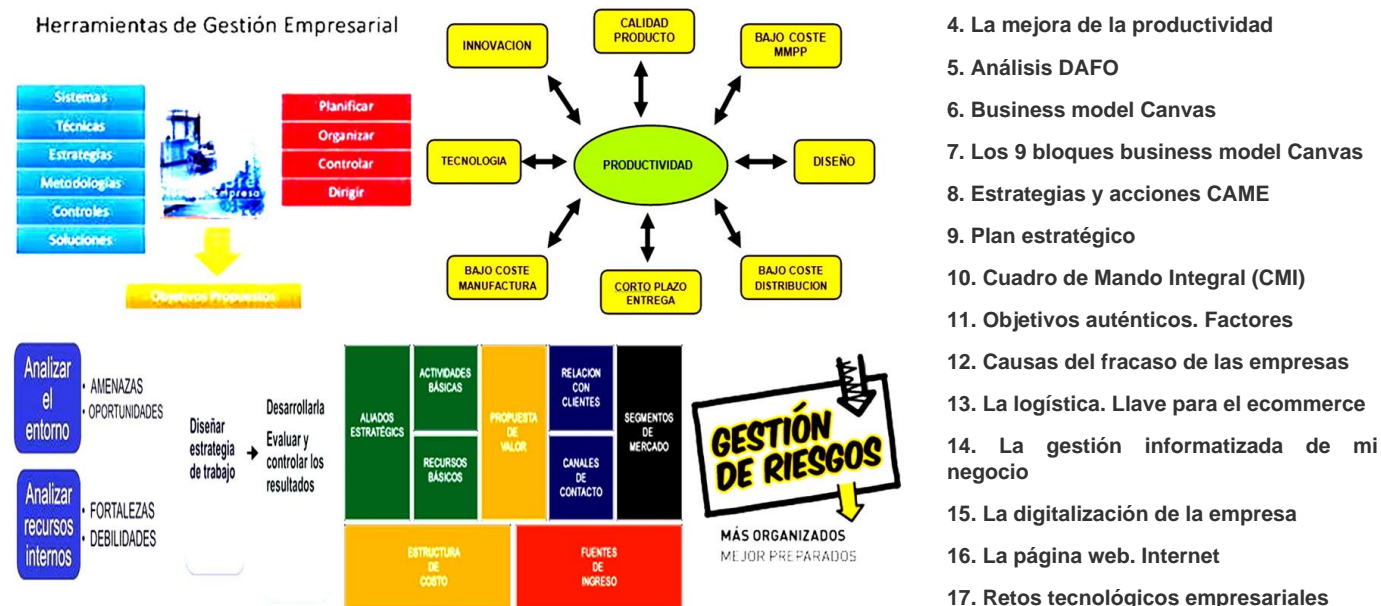 Herramientas de Gestión Empresarial
Sistemas
Técnicas
Estrategias
Metodologías
Controles
Soluciones
empresa
Planificar
Organizar
Controlar
Dirigir
Objetivos Propuestos
INNOVACION
CALIDAD
PRODUCTO
BAJO COSTE
MMPP
TECNOLOGIA
PRODUCTIVIDAD
DISEÑO
BAJO COSTE
MANUFACTURA
CORTO PLAZO
ENTREGA
BAJO COSTE
DISTRIBUCION
Analizar
el
entorno
• AMENAZAS
• OPORTUNIDADES
Analizar
recursos
internos
• FORTALEZAS
• DEBILIDADES
Diseñar
estrategia
de trabajo
Desarrollarla
Evaluar y
controlar los
resultados
ALIADOS
ESTRATÉGICS
ACTIVIDADES
BÁSICAS
RECURSOS
BÁSICOS
PROPUESTA
DE
VALOR
RELACION
CON
CLIENTES
CANALES
DE
CONTACTO
SEGMENTOS
DE
MERCADO
ESTRUCTURA
DE
COSTO
FUENTES
DE
INGRESO
GESTIÓN
DE RIESGOS
MÁS ORGANIZADOS
MEJOR PREPARADOS
4. La mejora de la productividad
5. Análisis DAFO
6. Business model Canvas
7. Los 9 bloques business model Canvas
8. Estrategias y acciones CAME
9. Plan estratégico
10. Cuadro de Mando Integral (CMI)
11. Objetivos auténticos. Factores
12. Causas del fracaso de las empresas
13. La logística. Llave para el ecommerce
14. La gestión informatizada de mi
negocio
15. La digitalización de la empresa
16. La página web. Internet
17. Retos tecnológicos empresariales